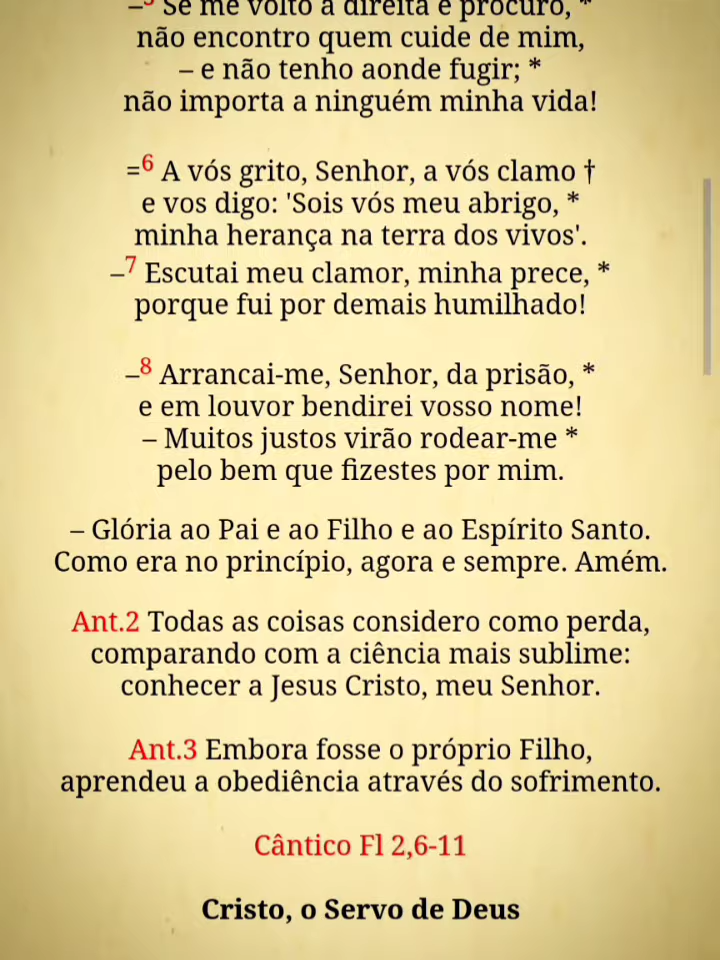 –⁵ Se me volto à direita e procuro, *
não encontro quem cuide de mim,
– e não tenho aonde fugir; *
não importa a ninguém minha vida!
=⁶ A vós grito, Senhor, a vós clamo †
e vos digo: 'Sois vós meu abrigo, *
minha herança na terra dos vivos'.
–⁷ Escutai meu clamor, minha prece, *
porque fui por demais humilhado!
–⁸ Arrancai-me, Senhor, da prisão, *
e em louvor bendirei vosso nome!
– Muitos justos virão rodear-me *
pelo bem que fizestes por mim.
– Glória ao Pai e ao Filho e ao Espírito Santo.
Como era no princípio, agora e sempre. Amém.
Ant.2 Todas as coisas considero como perda,
comparando com a ciência mais sublime:
conhecer a Jesus Cristo, meu Senhor.
Ant.3 Embora fosse o próprio Filho,
aprendeu a obediência através do sofrimento.
Cântico Fl 2,6-11
Cristo, o Servo de Deus